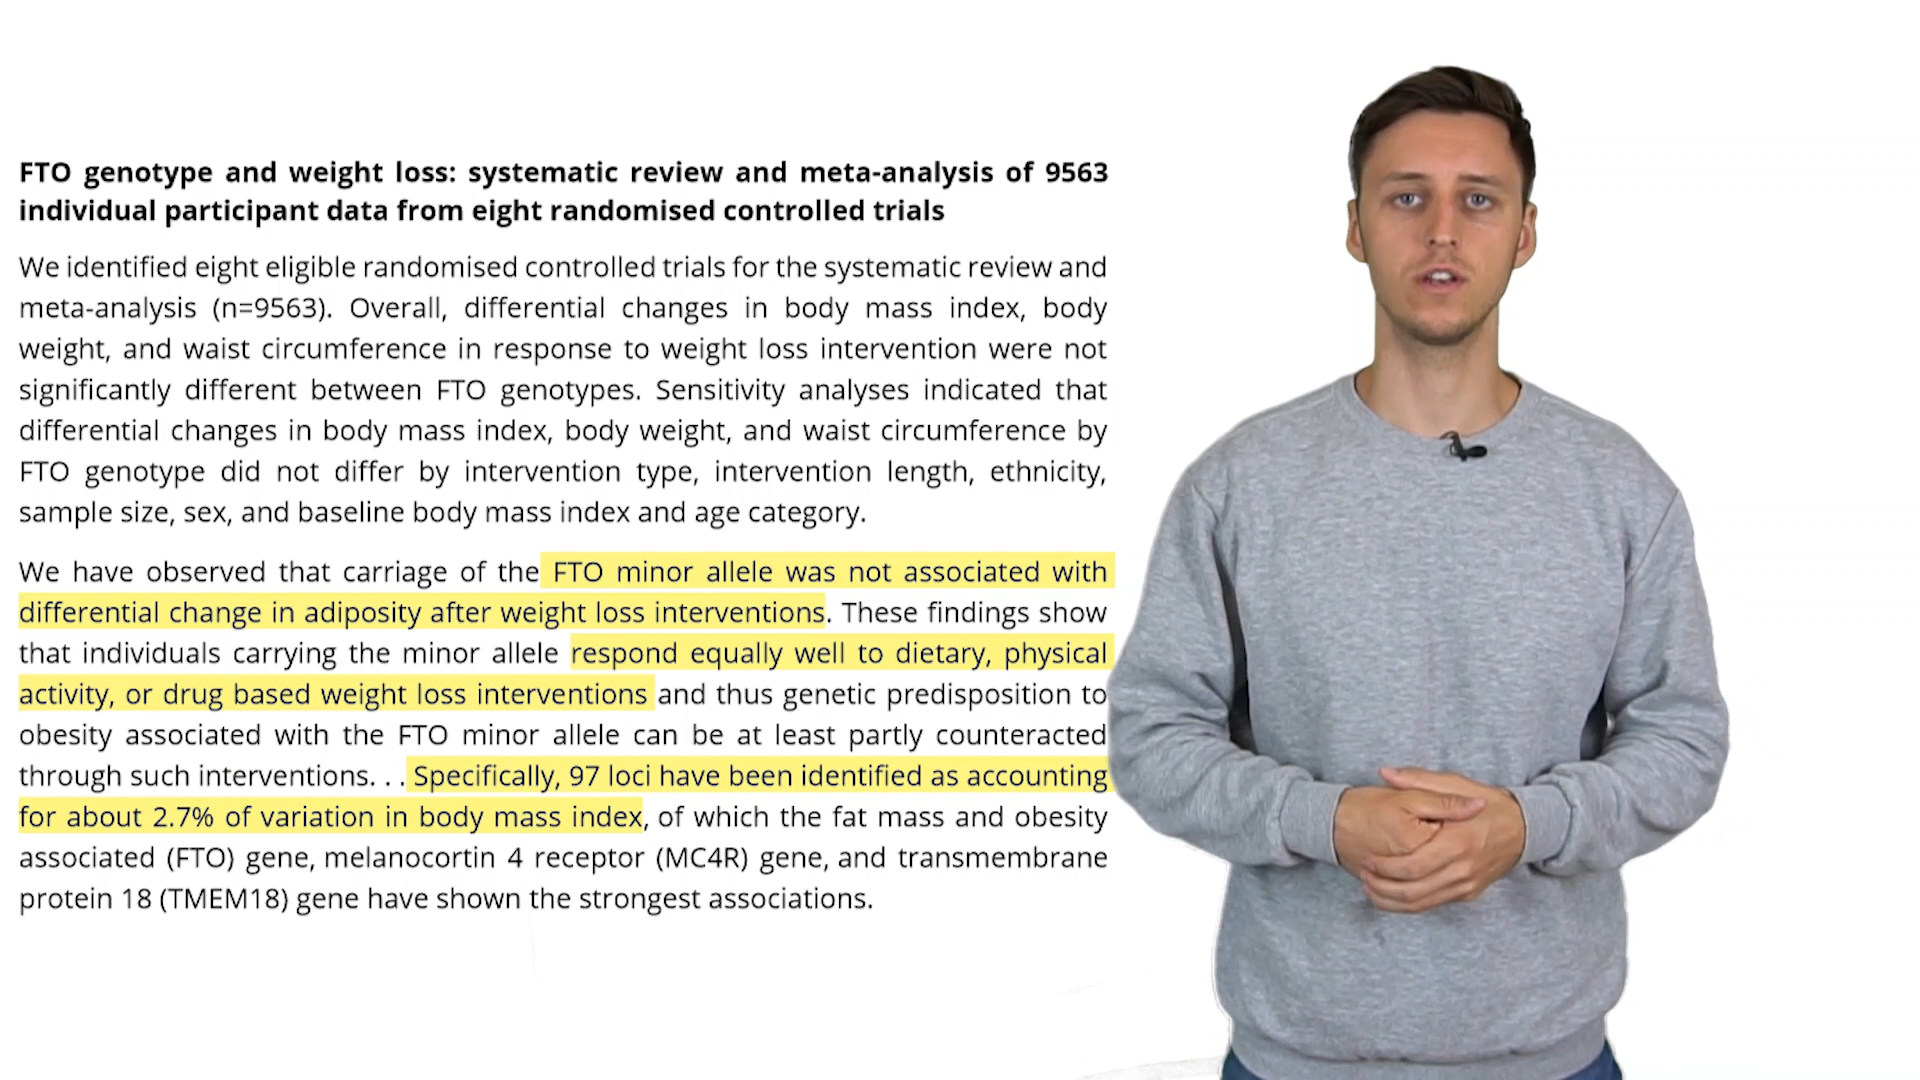 FTO genotype and weight loss: systematic review and meta-analysis of 9563
individual participant data from eight randomised controlled trials
We identified eight eligible randomised controlled trials for the systematic review and
meta-analysis (n=9563). Overall, differential changes in body mass index, body
weight, and waist circumference in response to weight loss intervention were not
significantly different between FTO genotypes. Sensitivity analyses indicated that
differential changes in body mass index, body weight, and waist circumference by
FTO genotype did not differ by intervention type, intervention length, ethnicity,
sample size, sex, and baseline body mass index and age category.
We have observed that carriage of the FTO minor allele was not associated with
differential change in adiposity after weight loss interventions. These findings show
that individuals carrying the minor allele respond equally well to dietary, physical
activity, or drug based weight loss interventions and thus genetic predisposition to
obesity associated with the FTO minor allele can be at least partly counteracted
through such interventions. . . Specifically, 97 loci have been identified as accounting
for about 2.7% of variation in body mass index, of which the fat mass and obesity
associated (FTO) gene, melanocortin 4 receptor (MC4R) gene, and transmembrane
protein 18 (TMEM18) gene have shown the strongest associations.